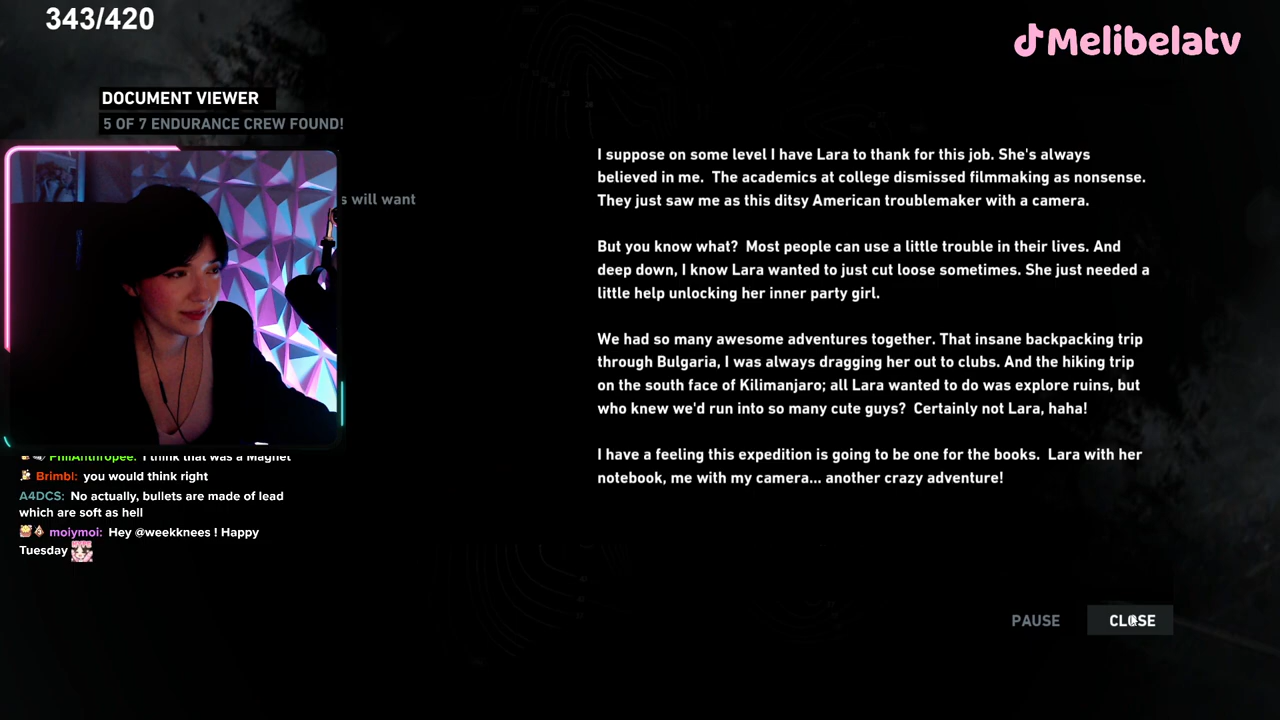 343/420
Melibelatv
DOCUMENT VIEWER
5 OF 7 ENDURANCE CREW FOUND!
s will want
I suppose on some level I have Lara to thank for this job. She's always
believed in me.  The academics at college dismissed filmmaking as nonsense.
They just saw me as this ditsy American troublemaker with a camera.
But you know what?  Most people can use a little trouble in their lives. And
deep down, I know Lara wanted to just cut loose sometimes. She just needed a
little help unlocking her inner party girl.
We had so many awesome adventures together. That insane backpacking trip
through Bulgaria, I was always dragging her out to clubs. And the hiking trip
on the south face of Kilimanjaro; all Lara wanted to do was explore ruins, but
who knew we'd run into so many cute guys?  Certainly not Lara, haha!
I have a feeling this expedition is going to be one for the books.  Lara with her
notebook, me with my camera... another crazy adventure!
PhilAnthropee: I think that was a Magnet
Brimbl: you would think right
A4DCS: No actually, bullets are made of lead
which are soft as hell
moiymoi: Hey @weekknees ! Happy
Tuesday
PAUSE
CLOSE